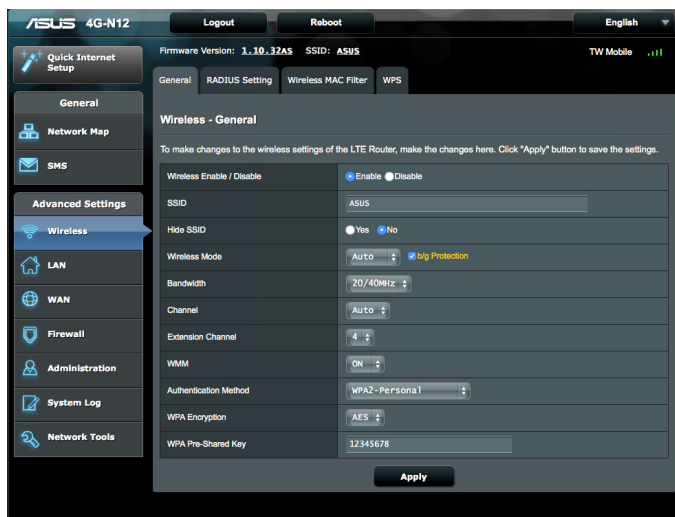 ASUS 4G-N12 Logout Reboot English
Quick Internet Setup
Firmware Version: 1.10.32AS SSID: ASUS TW Mobile
General RADIUS Setting Wireless MAC Filter WPS
General
Network Map
SMS
Advanced Settings
Wireless
LAN
WAN
Firewall
Administration
System Log
Network Tools
Wireless - General
To make changes to the wireless settings of the LTE Router, make the changes here. Click "Apply" button to save the settings.
Wireless Enable / Disable Enable Disable
SSID ASUS
Hide SSID Yes No
Wireless Mode Auto b/g Protection
Bandwidth 20/40MHz
Channel Auto
Extension Channel 4
WMM ON
Authentication Method WPA2-Personal
WPA Encryption AES
WPA Pre-Shared Key 12345678
Apply